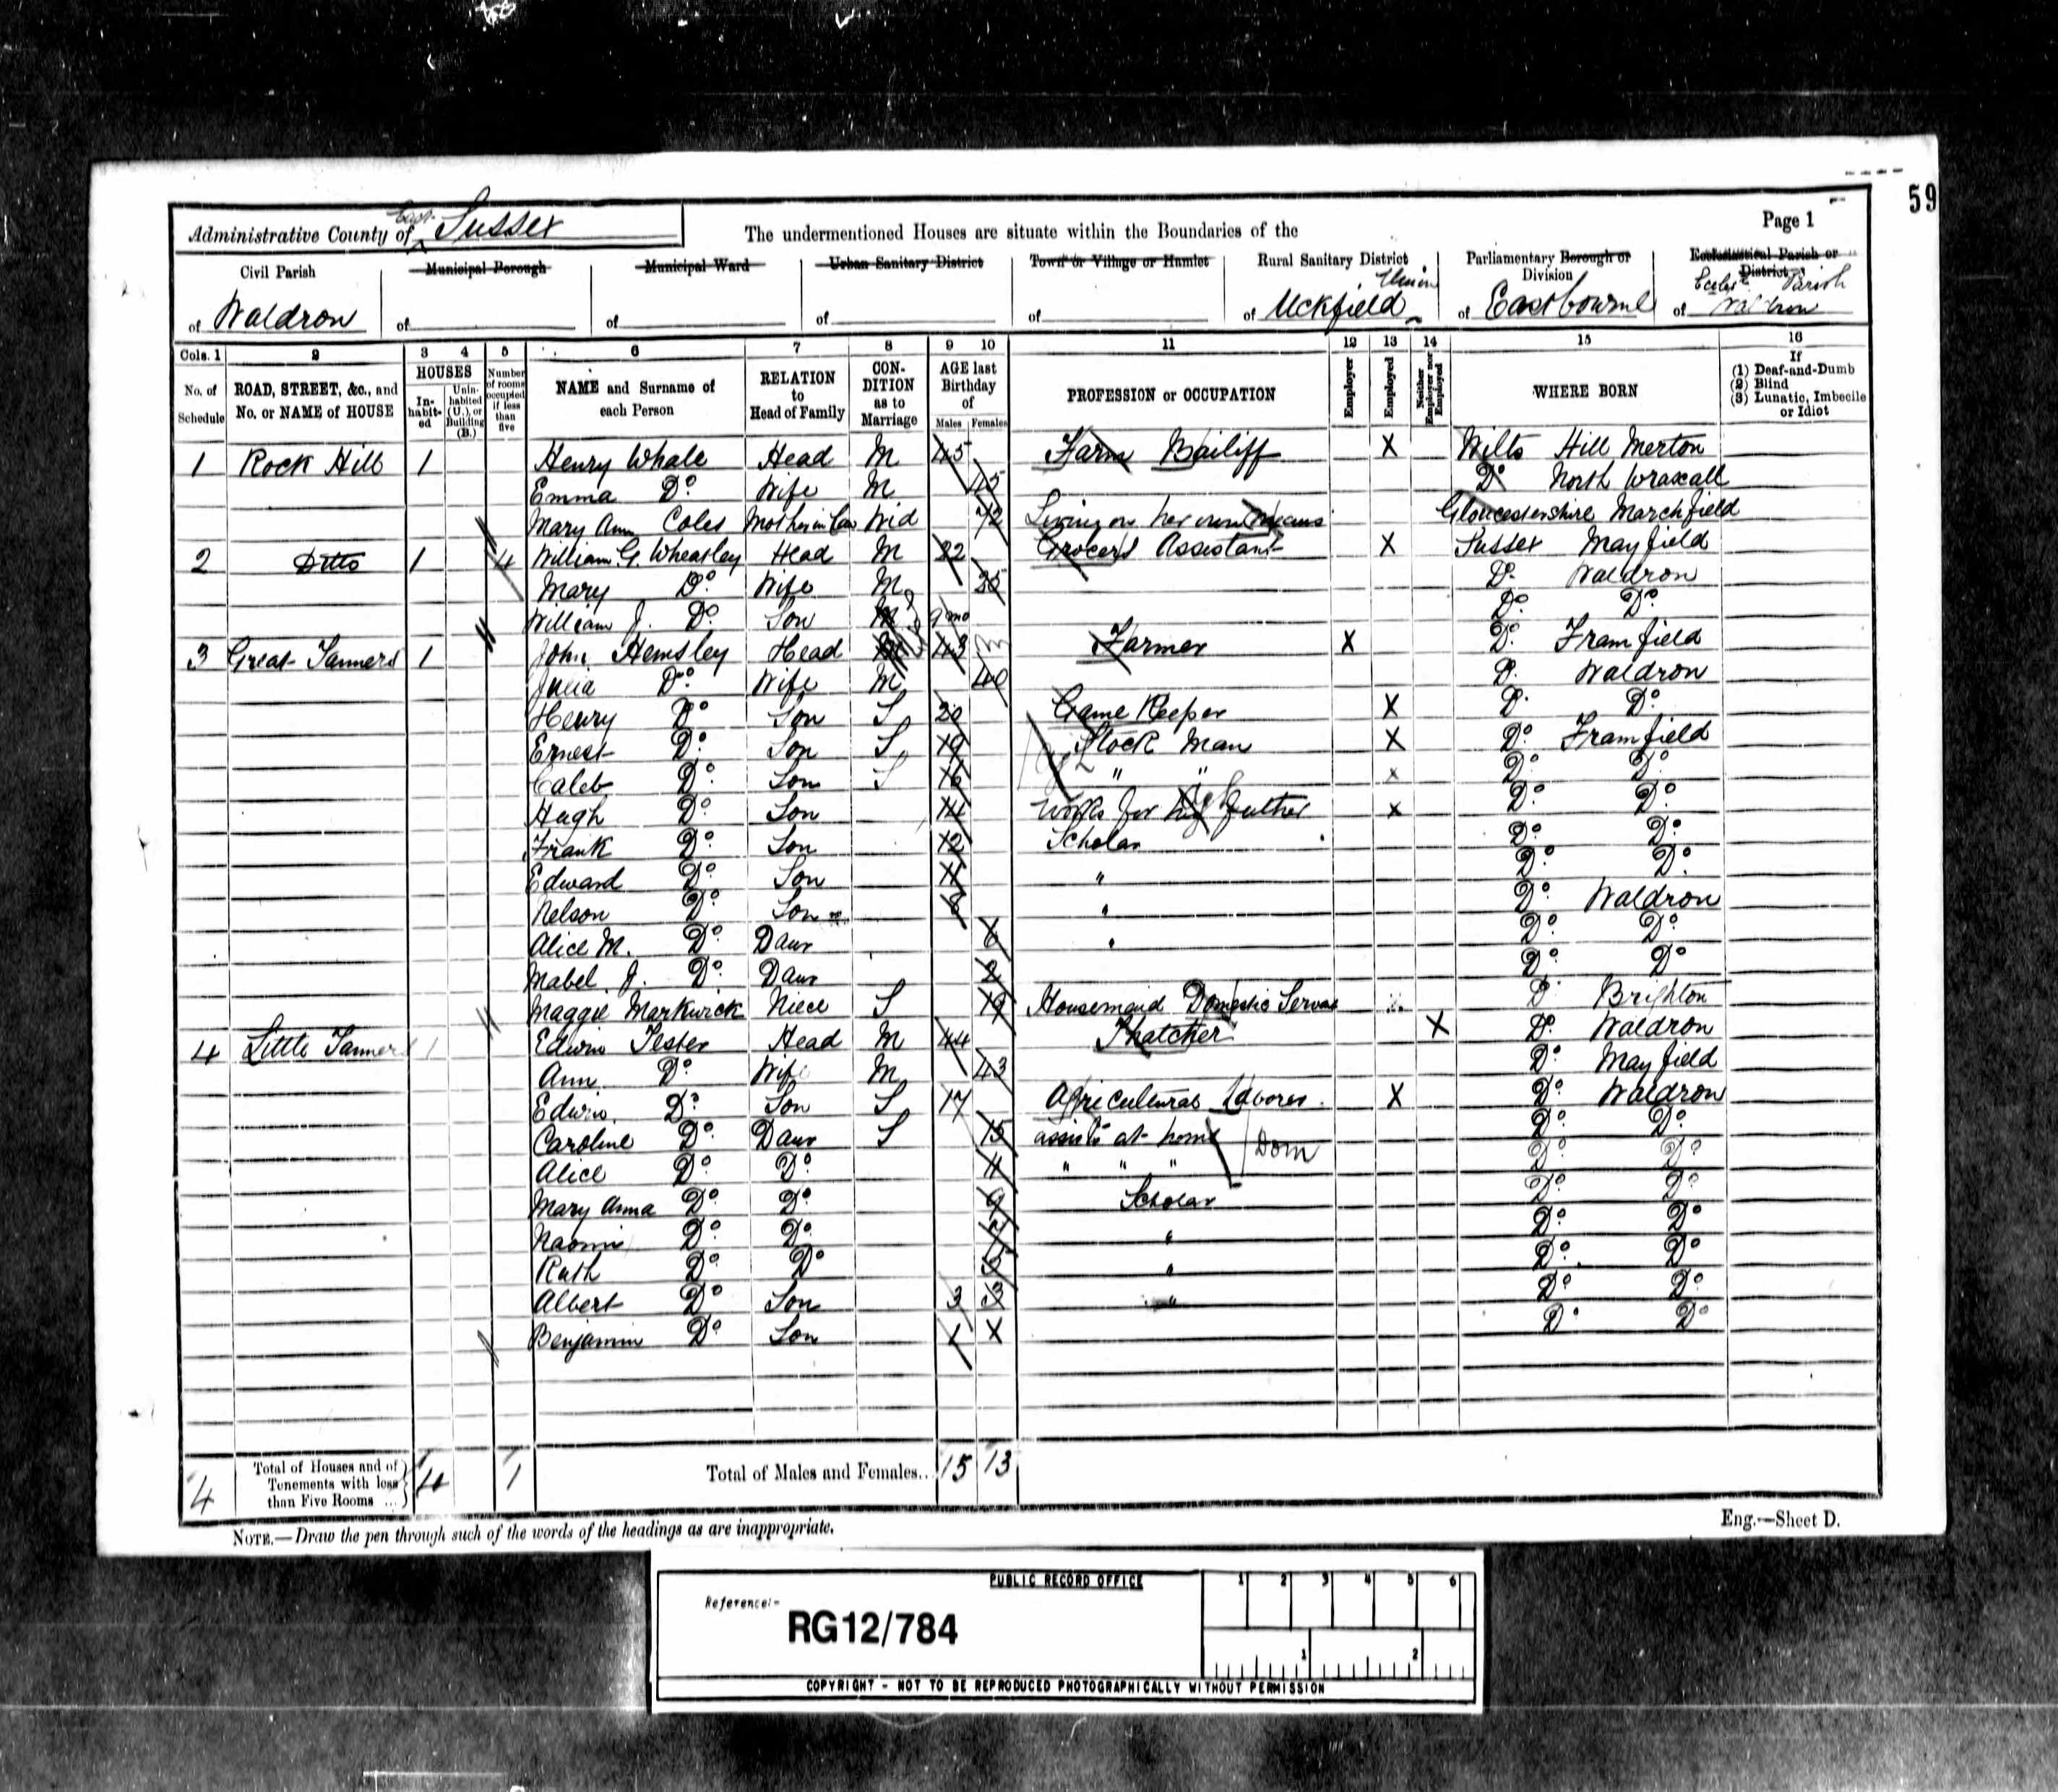 59
Page 1
Administrative County of East Sussex
The undermentioned Houses are situate within the Boundaries of the
Civil Parish of Waldron
Municipal Borough of
Municipal Ward of
Urban Sanitary District of
Town or Village or Hamlet of
Rural Sanitary District of Uckfield Union
Parliamentary Borough or Division of Eastbourne
Ecclesiastical Parish or District of Waldron
Eccles Parish
Cols. 1 2 3 4 5 6 7 8 9 10 11 12 13 14 15 16
No. of Schedule
ROAD, STREET, &c., and No. or NAME of HOUSE
HOUSES
In-habit-ed
Unin-habited (U.), or Building (B.)
Number of rooms occupied if less than five
NAME and Surname of each Person
RELATION to Head of Family
CON-DITION as to Marriage
AGE last Birthday of
Males Females
PROFESSION or OCCUPATION
Employer
Employed
Neither Employer nor Employed
WHERE BORN
If (1) Deaf-and-Dumb (2) Blind (3) Lunatic, Imbecile or Idiot
1 Rock Hill 1 Henry Whale Head M 45 Farm Bailiff X Wilts Hill Merton
Emma Do Wife M 45 Do North Wraxall
Mary Ann Coles Mother in Law Wid 72 Living on her own Means Gloucestershire Marchfield
2 Ditto 1 4 William G. Wheatley Head M 22 Grocers Assistant X Sussex Mayfield
Mary Do Wife M 25 Do Waldron
William J. Do Son 9 mo Do Do
3 Great Tanners 1 John Hemsley Head M 43 Farmer X Do Framfield
Julia Do Wife M 40 Do Waldron
Henry Do Son S 20 Game Keeper X Do Do
Ernest Do Son S 19 Stock Man X Do Framfield
Caleb Do Son S 16 " " x Do Do
Hugh Do Son 14 Works for his father x Do Do
Frank Do Son 12 Scholar Do Do
Edward Do Son " Do Do
Nelson Do Son 8 " Do Waldron
Alice M. Do Daur 6 " Do Do
Mabel J. Do Daur 2 Do Do
Maggie Markwick Niece S 19 Housemaid Domestic Servas Do Brighton
4 Little Tanners 1 Edwin Tester Head M 44 Thatcher X Do Waldron
Ann Do Wife M 43 Do Mayfield
Edwin Do Son S 17 Agricultural Laborer X Do Waldron
Caroline Do Daur S 15 assists at home Dom Do Do
Alice Do Do 11 " " " Do Do
Mary Anna Do Do 9 Scholar Do Do
Naomi Do Do 7 " Do Do
Ruth Do Do 5 " Do Do
Albert Do Son 3 3 " Do Do
Benjamin Do Son 1 X Do Do
4 Total of Houses and of Tenements with less than Five Rooms ... 4 1 Total of Males and Females.. 15 13
NOTE.—Draw the pen through such of the words of the headings as are inappropriate.
Eng.—Sheet D.
PUBLIC RECORD OFFICE
1 2 3 4 5 6
Reference:-
RG12/784
1 2
COPYRIGHT - NOT TO BE REPRODUCED PHOTOGRAPHICALLY WITHOUT PERMISSION